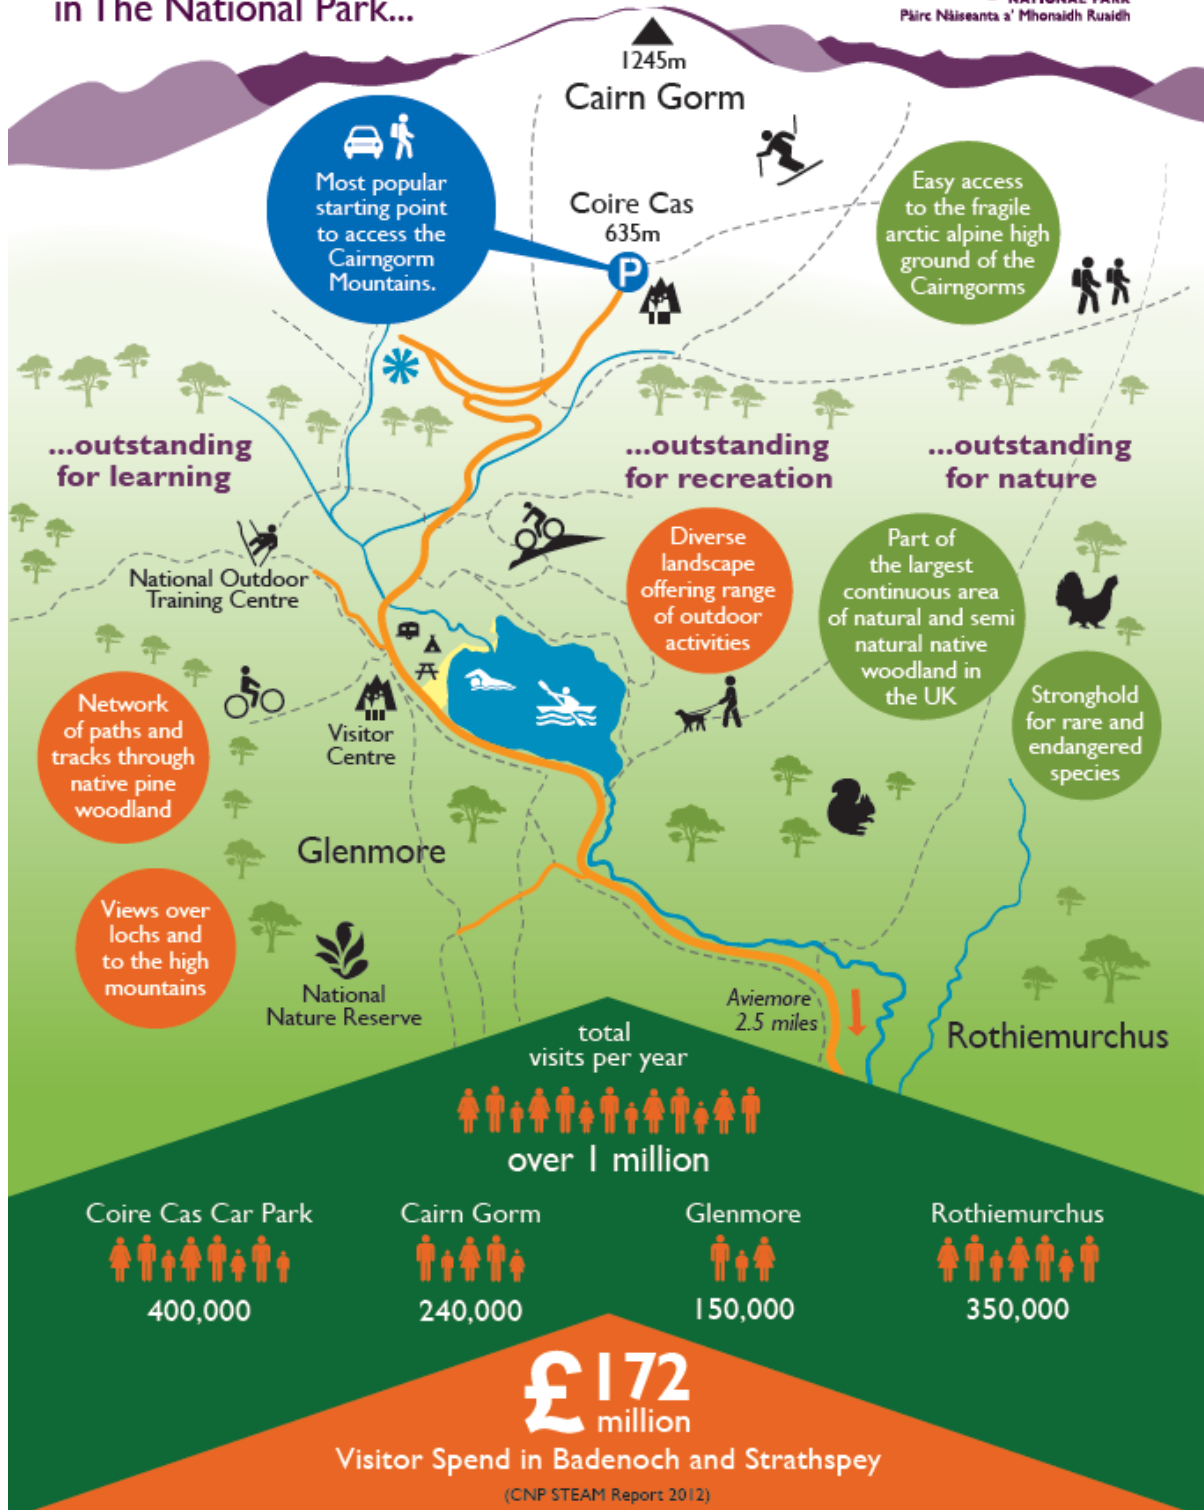 in The National Park...
NATIONAL PARK
Pàirc Nàiseanta a' Mhonaidh Ruaidh
1245m
Cairn Gorm
Most popular
starting point
to access the
Cairngorm
Mountains.
Coire Cas
635m
P
Easy access
to the fragile
arctic alpine high
ground of the
Cairngorms
...outstanding
for learning
...outstanding
for recreation
...outstanding
for nature
National Outdoor
Training Centre
Diverse
landscape
offering range
of outdoor
activities
Part of
the largest
continuous area
of natural and semi
natural native
woodland in
the UK
Stronghold
for rare and
endangered
species
Network
of paths and
tracks through
native pine
woodland
Visitor
Centre
Glenmore
Views over
lochs and
to the high
mountains
National
Nature Reserve
Aviemore
2.5 miles
Rothiemurchus
total
visits per year
over 1 million
Coire Cas Car Park
400,000
Cairn Gorm
240,000
Glenmore
150,000
Rothiemurchus
350,000
£172
million
Visitor Spend in Badenoch and Strathspey
(CNP STEAM Report 2012)